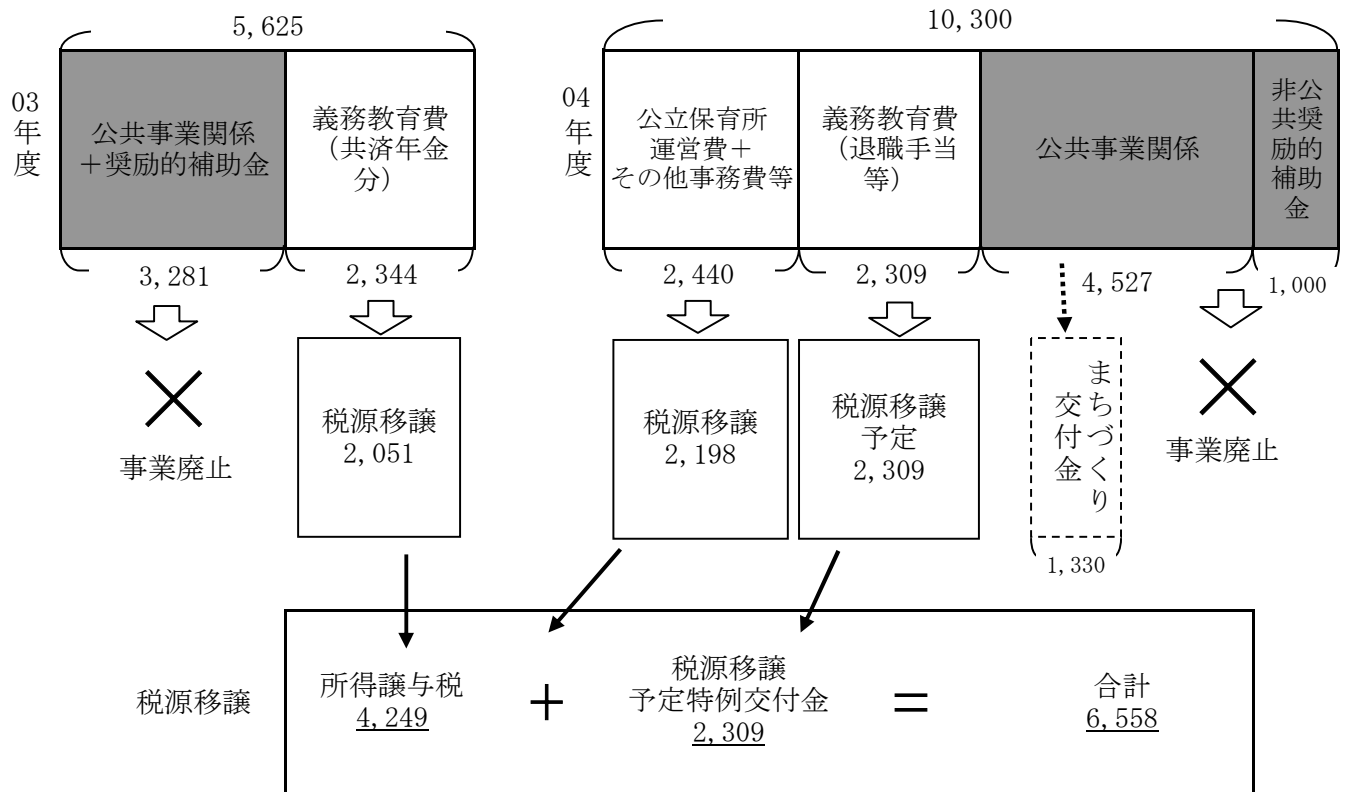 5,625
10,300
03
年
度
公共事業関係
+奨励的補助金
義務教育費
（共済年金
分）
04
年
度
公立保育所
運営費+
その他事務費等
義務教育費
（退職手当
等）
公共事業関係
非公
共奨
励的
補助
金
3,281
2,344
2,440
2,309
4,527
1,000
事業廃止
税源移譲
2,051
税源移譲
2,198
税源移譲
予定
2,309
まちづくり
交付金
1,330
事業廃止
税源移譲
所得譲与税
4,249
+
税源移譲
予定特例交付金
2,309
=
合計
6,558